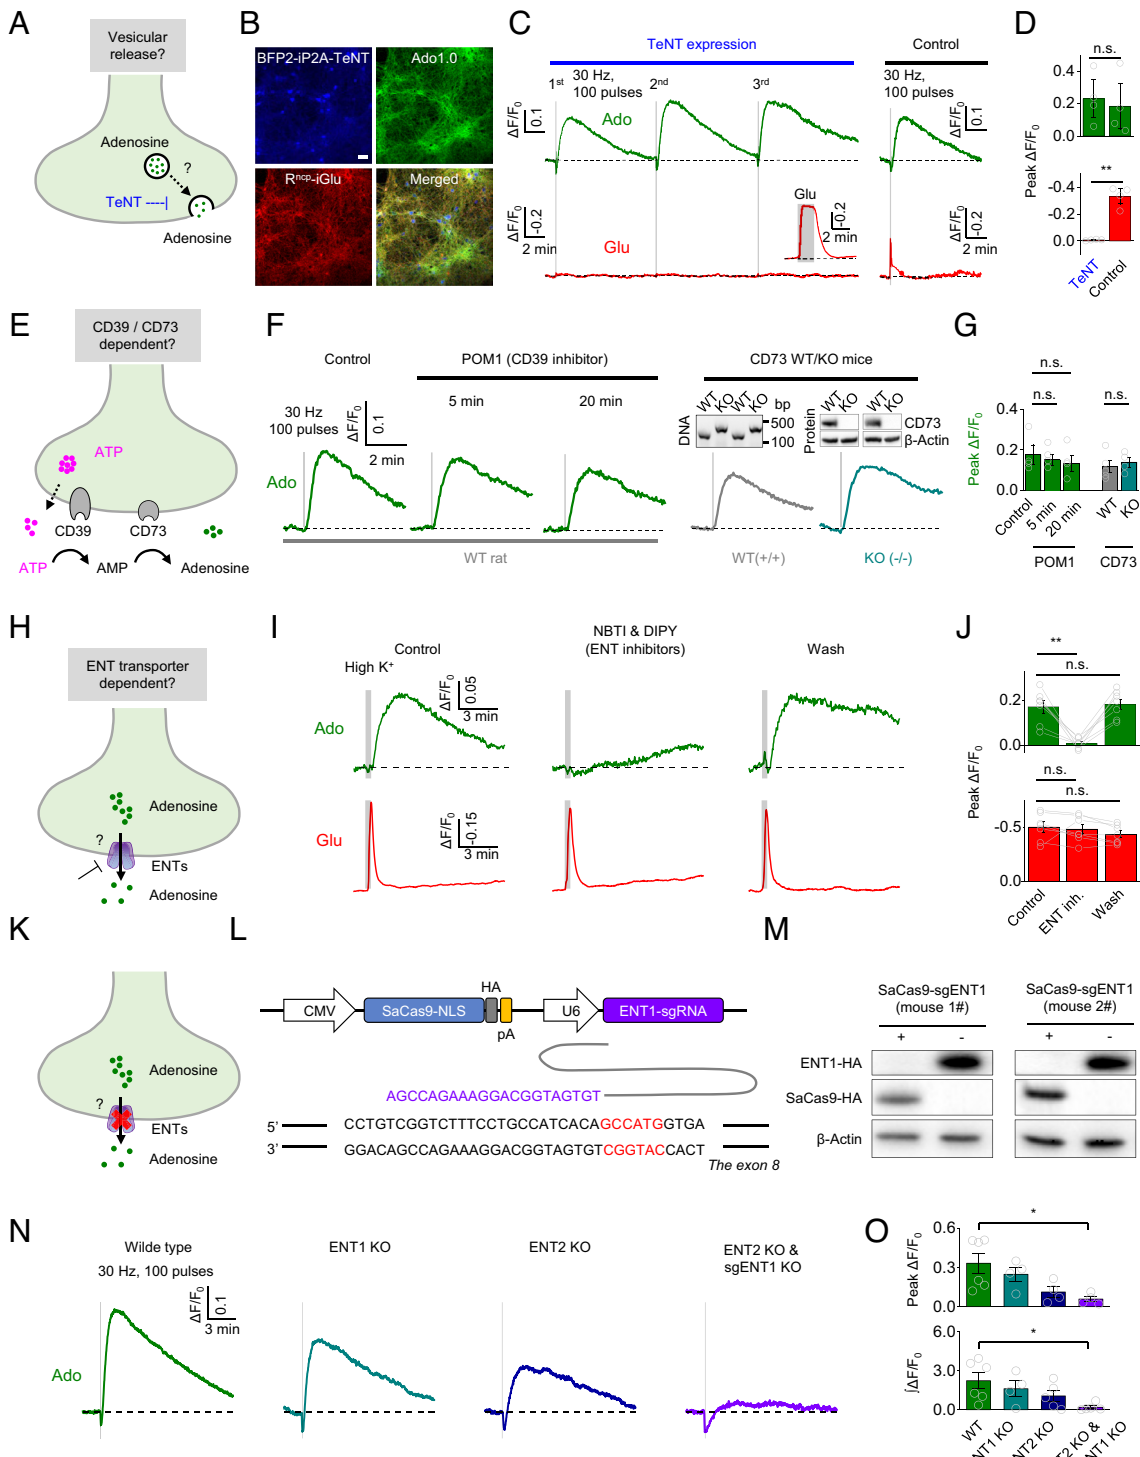 A
Vesicular
release?
Adenosine
?
TeNT ----|
Adenosine
B
BFP2-iP2A-TeNT
Ado1.0
Rncp-iGlu
Merged
C
TeNT expression
Control
1st
30 Hz,
100 pulses
2nd
3rd
30 Hz,
100 pulses
ΔF/F0
0.1
Ado
ΔF/F0
0.1
ΔF/F0
-0.2
2 min
Glu
Glu
-0.2
2 min
ΔF/F0
-0.2
2 min
D
n.s.
0.4
0.2
0.0
Peak ΔF/F0
**
-0.4
0.0
TeNT
Control
E
CD39 / CD73
dependent?
ATP
CD39
CD73
ATP
AMP
Adenosine
F
Control
POM1 (CD39 inhibitor)
CD73 WT/KO mice
5 min
20 min
30 Hz
100 pulses
ΔF/F0
0.1
2 min
DNA
WT
KO
WT
KO
bp
500
100
Protein
WT
KO
WT
KO
CD73
β-Actin
Ado
WT rat
WT(+/+)
KO (-/-)
G
n.s.
n.s.
n.s.
0.4
0.2
0.0
Peak ΔF/F0
Control
5 min
20 min
WT
KO
POM1
CD73
H
ENT transporter
dependent?
Adenosine
?
ENTs
Adenosine
I
Control
NBTI & DIPY
(ENT inhibitors)
Wash
High K+
ΔF/F0
0.05
3 min
Ado
Glu
ΔF/F0
-0.15
3 min
J
**
n.s.
0.2
0.0
Peak ΔF/F0
n.s.
n.s.
-0.5
0.0
Control
ENT inh.
Wash
K
Adenosine
?
ENTs
Adenosine
L
HA
CMV
SaCas9-NLS
pA
U6
ENT1-sgRNA
AGCCAGAAAGGACGGTAGTGT
5'
CCTGTCGGTCTTTCCTGCCATCACAGCCATGGTGA
3'
GGACAGCCAGAAAGGACGGTAGTGTCGGTACCACT
The exon 8
M
SaCas9-sgENT1
(mouse 1#)
SaCas9-sgENT1
(mouse 2#)
+
-
+
-
ENT1-HA
SaCas9-HA
β-Actin
N
Wilde type
ENT1 KO
ENT2 KO
ENT2 KO &
sgENT1 KO
30 Hz, 100 pulses
ΔF/F0
0.1
3 min
Ado
O
*
0.6
0.3
0.0
Peak ΔF/F0
*
6.0
3.0
0.0
∫ΔF/F0
WT
NT1 KO
NT2 KO
2 KO &
NT1 KO